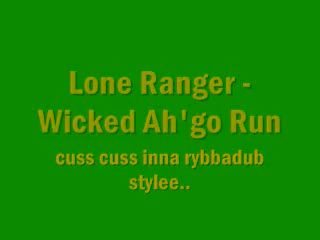 Lone Ranger -
Wicked Ah'go Run
cuss cuss inna rybbadub
stylee..